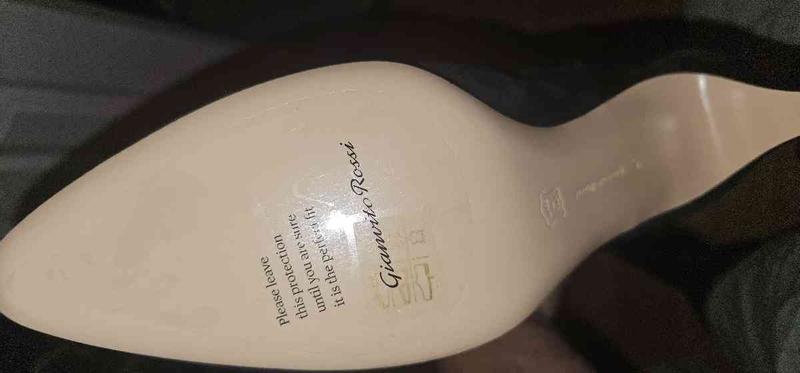 Please leave
this protection
until you are sure
it is the perfect fit
Gianvito Rossi